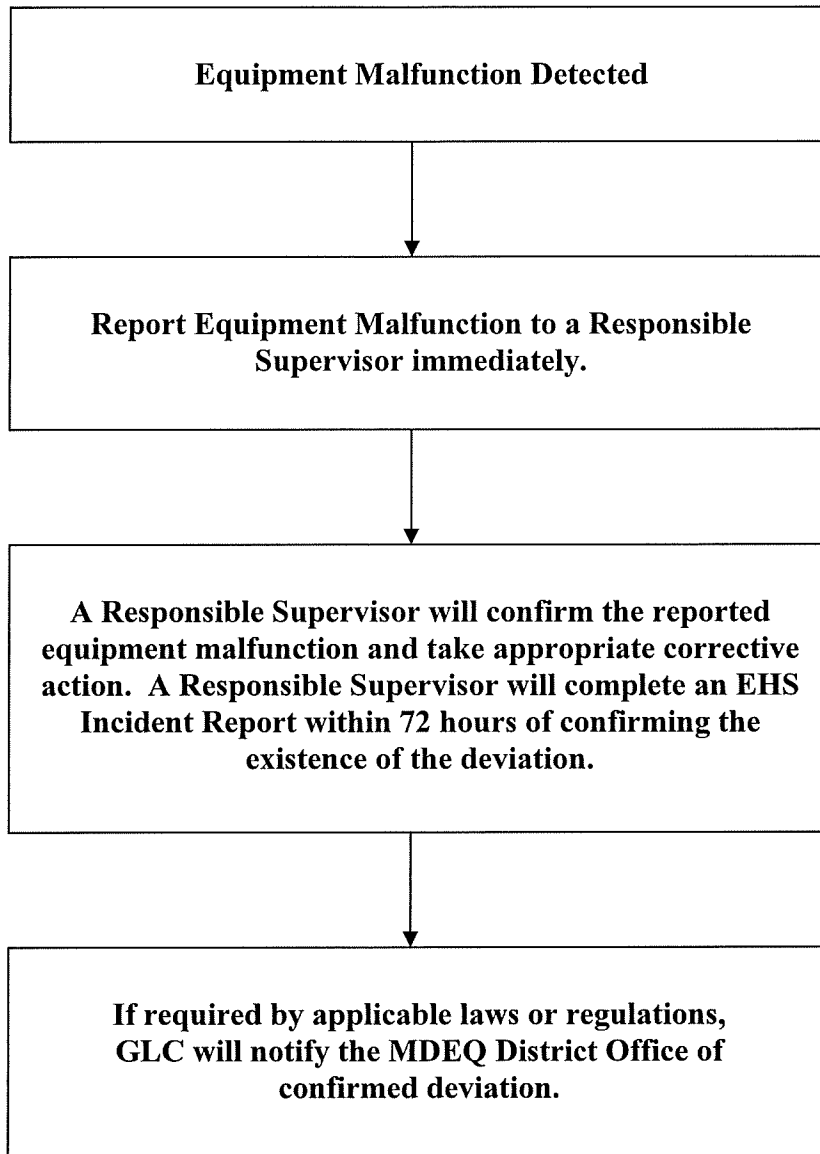 Equipment Malfunction Detected
Report Equipment Malfunction to a Responsible
Supervisor immediately.
A Responsible Supervisor will confirm the reported
equipment malfunction and take appropriate corrective
action.  A Responsible Supervisor will complete an EHS
Incident Report within 72 hours of confirming the
existence of the deviation.
If required by applicable laws or regulations,
GLC will notify the MDEQ District Office of
confirmed deviation.